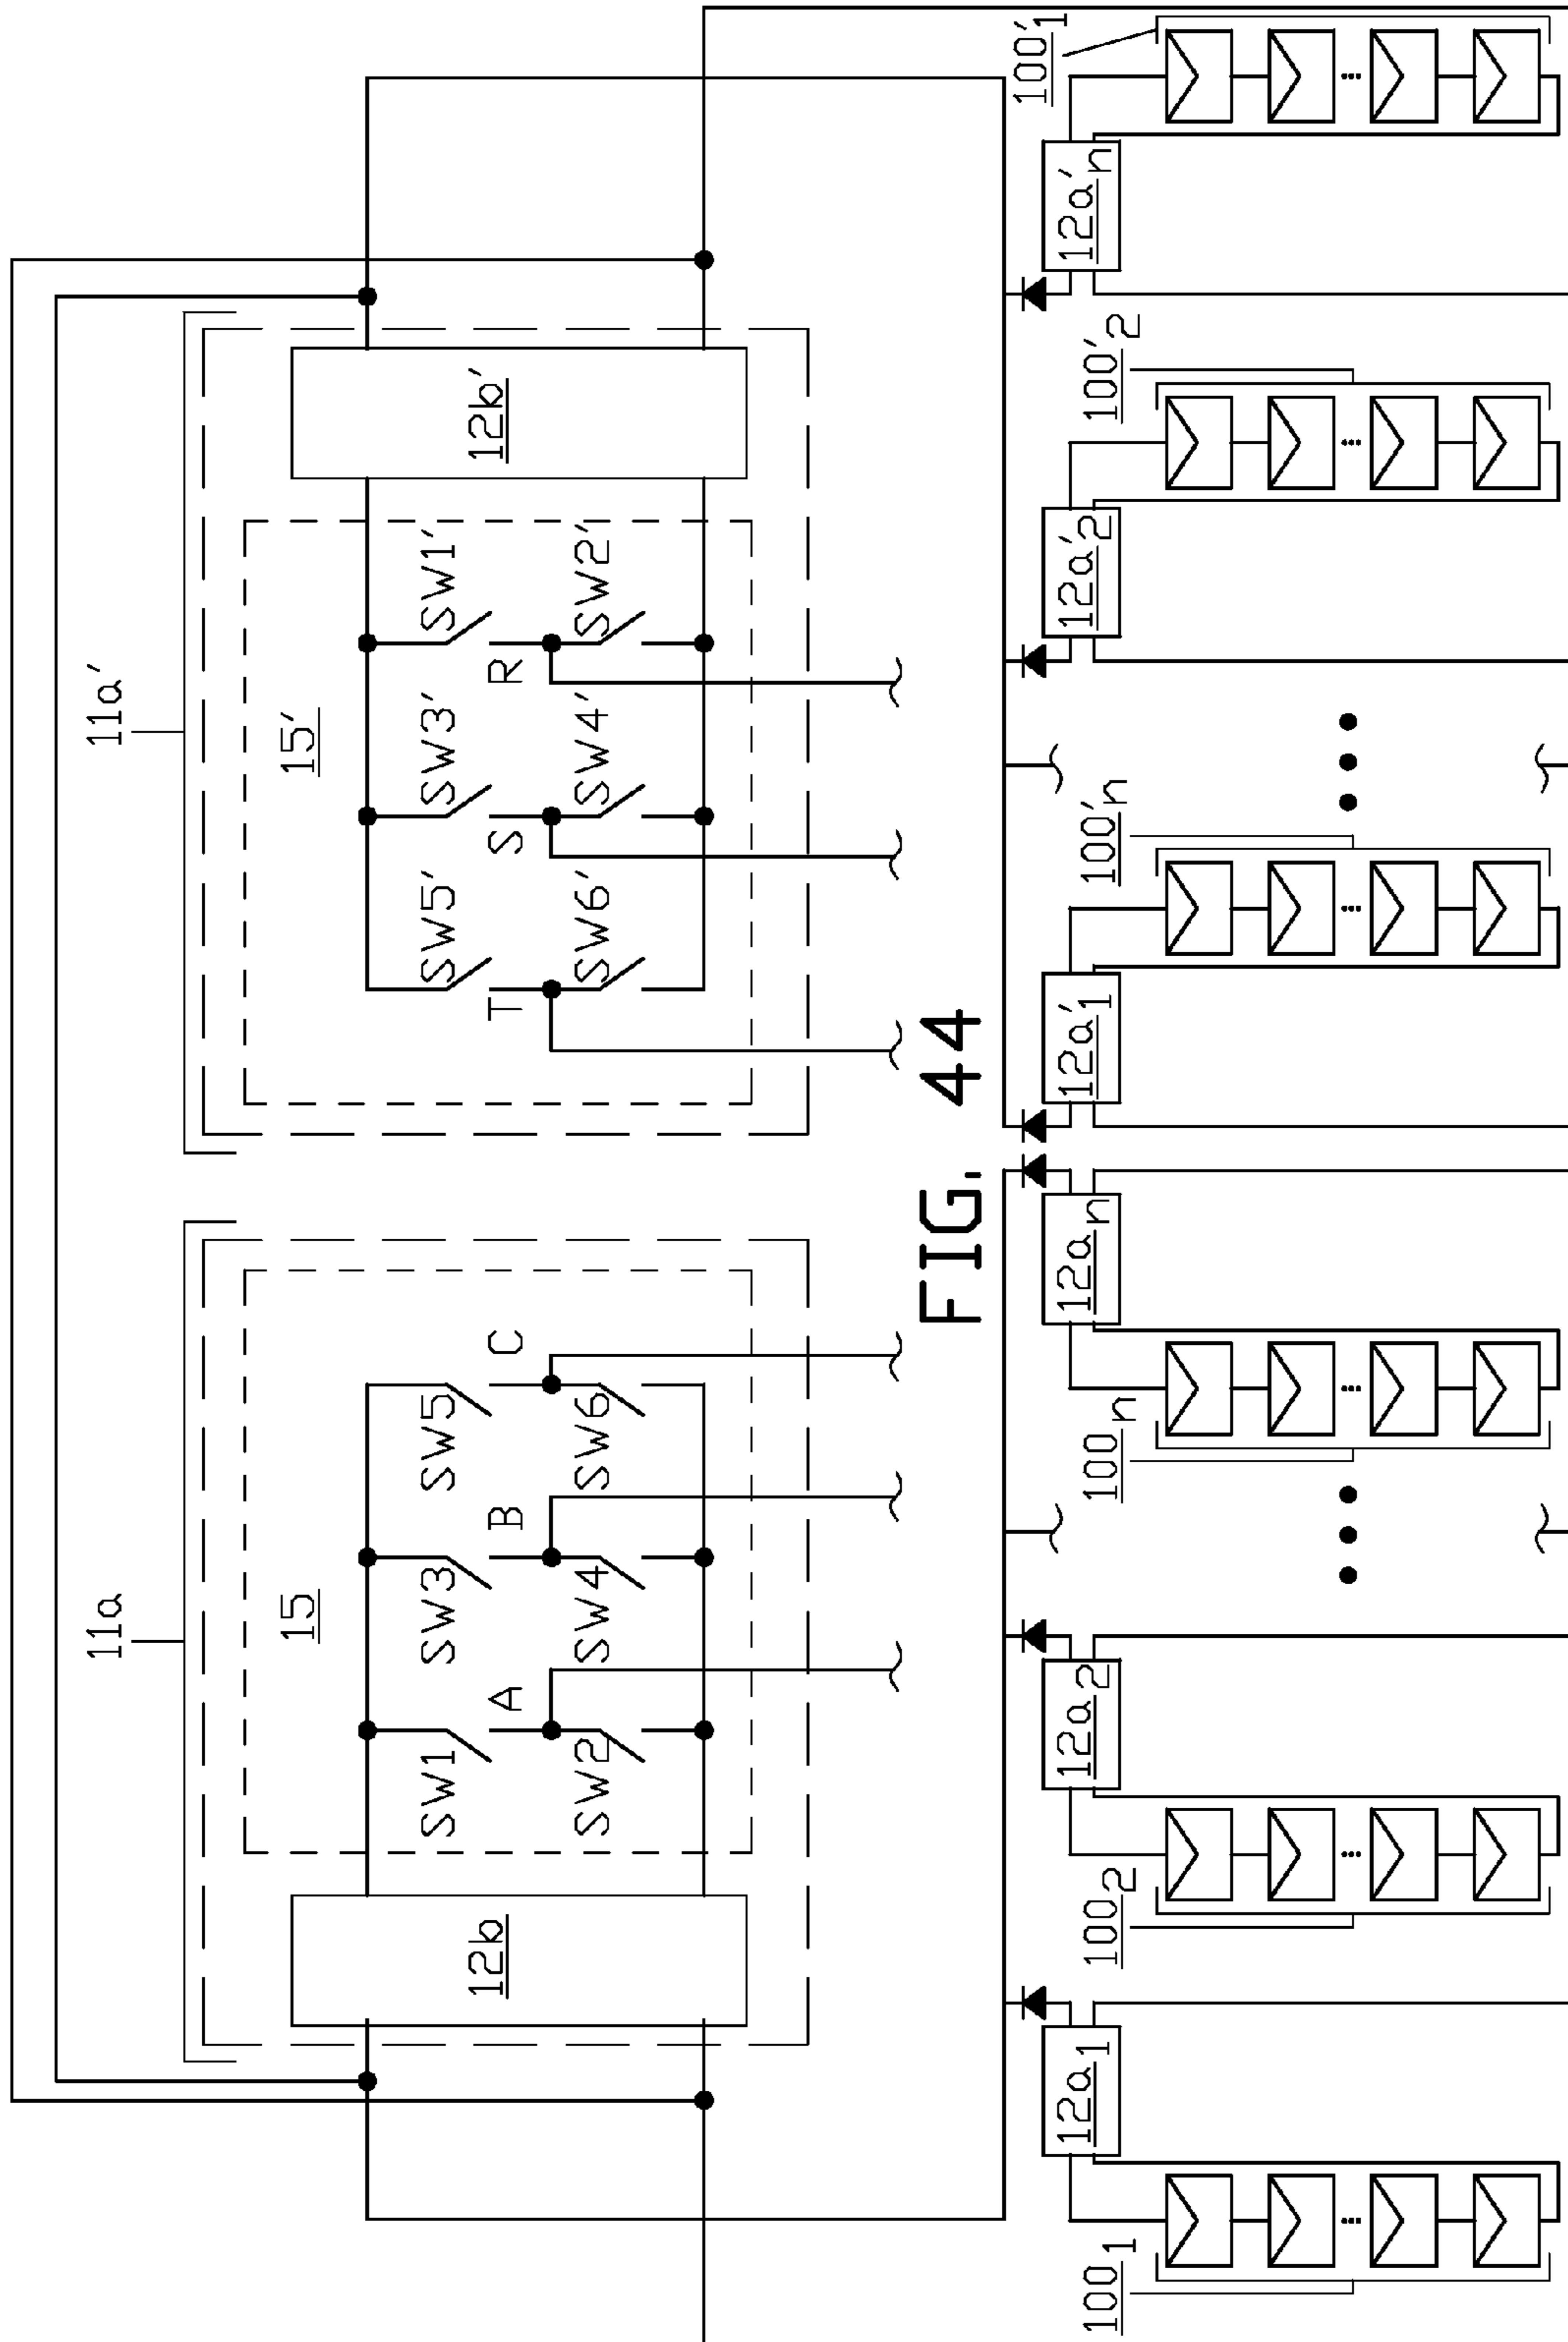 11a
11a'
15
15'
SW1
SW3
SW5
SW5'
SW3'
SW1'
12b
A
B
C
T
S
R
12b'
SW2
SW4
SW6
SW6'
SW4'
SW2'
FIG. 44
12a1
12a2
12an
12a'1
12a'2
12a'n
100'1
1001
1002
100n
100'n
100'2